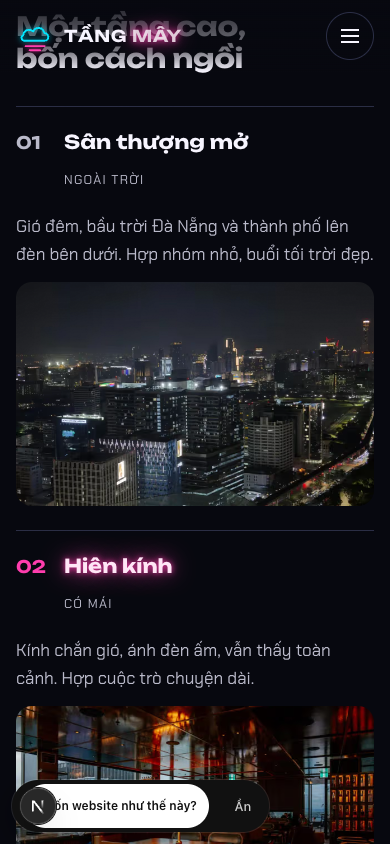 Một tầng cao,
TẦNG MÂY
bốn cách ngồi
01 Sân thượng mở
NGOÀI TRỜI
Gió đêm, bầu trời Đà Nẵng và thành phố lên
đèn bên dưới. Hợp nhóm nhỏ, buổi tối trời đẹp.
02 Hiên kính
CÓ MÁI
Kính chắn gió, ánh đèn ấm, vẫn thấy toàn
cảnh. Hợp cuộc trò chuyện dài.
N
website như thế này?
Ẩn